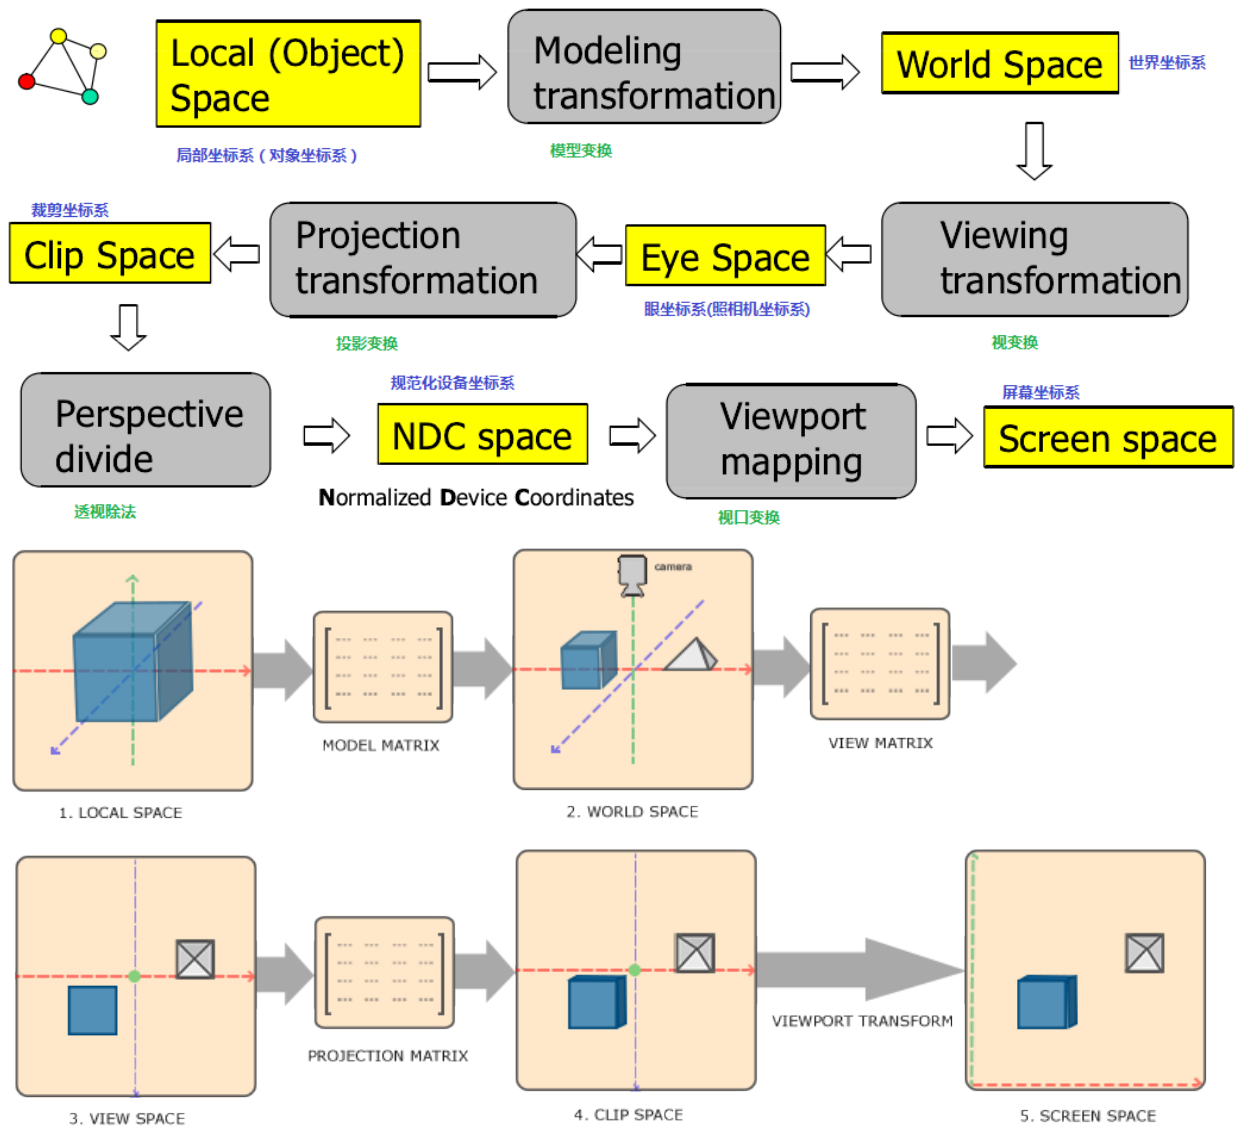 Local (Object)
Space
局部坐标系（对象坐标系）
Modeling
transformation
模型变换
World Space
世界坐标系
Viewing
transformation
视变换
Eye Space
眼坐标系(照相机坐标系)
Projection
transformation
投影变换
裁剪坐标系
Clip Space
Perspective
divide
透视除法
规范化设备坐标系
NDC space
Normalized Device Coordinates
Viewport
mapping
视口变换
屏幕坐标系
Screen space
camera
MODEL MATRIX
VIEW MATRIX
1. LOCAL SPACE
2. WORLD SPACE
PROJECTION MATRIX
VIEWPORT TRANSFORM
3. VIEW SPACE
4. CLIP SPACE
5. SCREEN SPACE